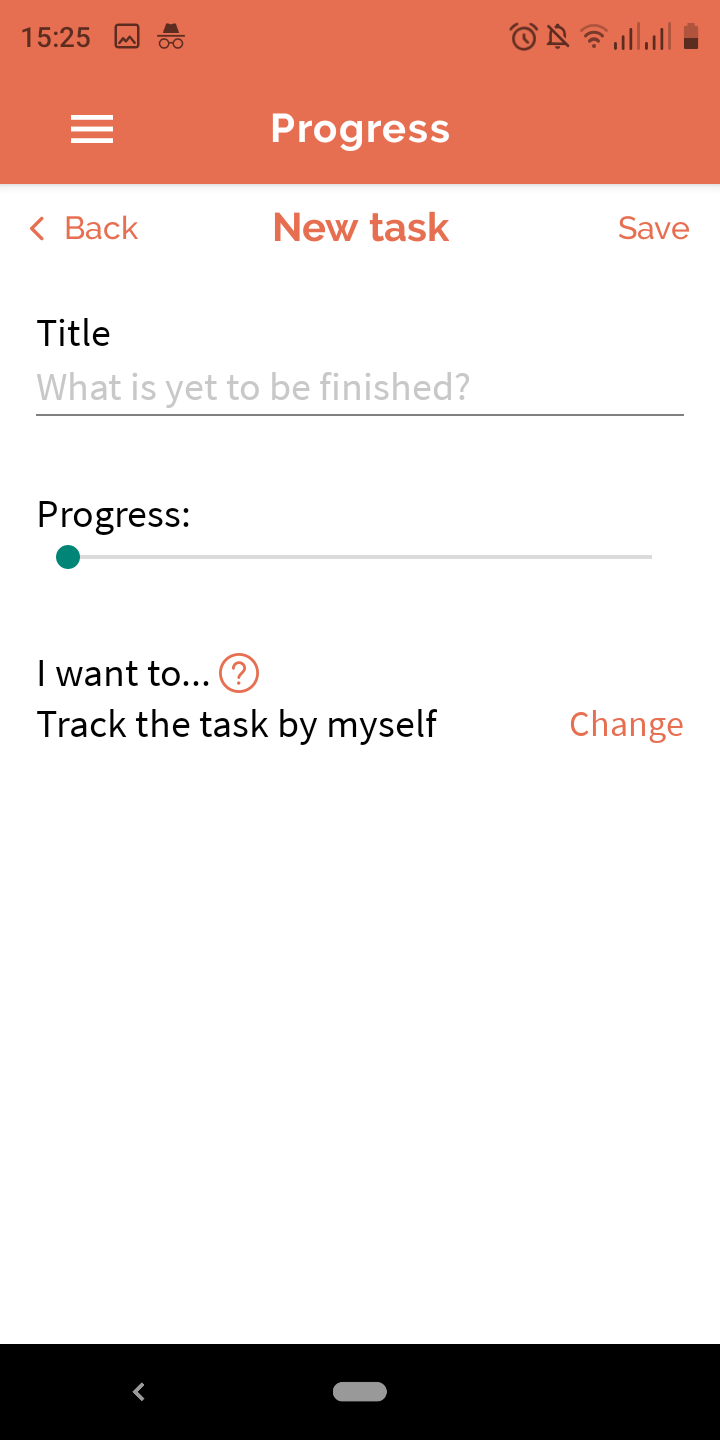 15:25
Progress
Back New task Save
Title
What is yet to be finished?
Progress:
I want to... ?
Track the task by myself Change